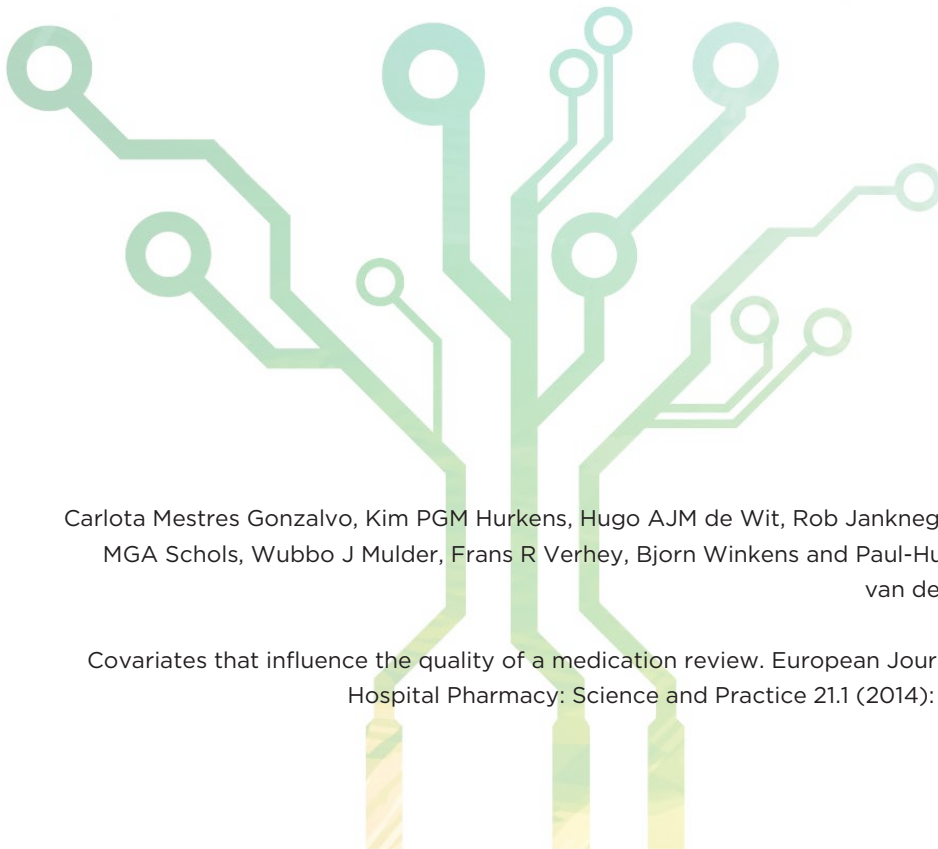 Carlota Mestres Gonzalvo, Kim PGM Hurkens, Hugo AJM de Wit, Rob
MGA Schols, Wubbo J Mulder, Frans R Verhey, Bjorn Winkens and
van
Covariates that influence the quality of a medication review. European
Hospital Pharmacy: Science and Practice 21.1 (2014):